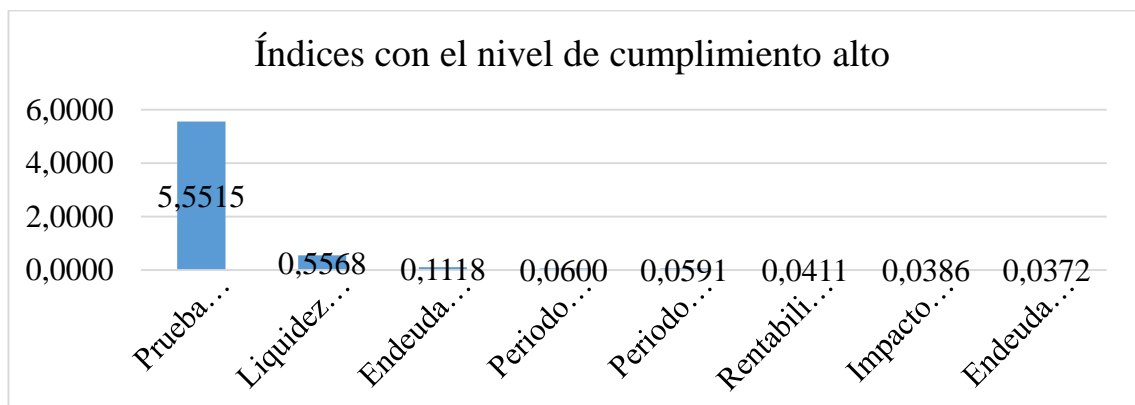 Índices con el nivel de cumplimiento alto
6,0000
4,0000
2,0000
0,0000
5,5515
0,5568
0,1118
0,0600
0,0591
0,0411
0,0386
0,0372
Prueba…
Liquidez…
Endeuda…
Periodo…
Periodo…
Rentabili…
Impacto…
Endeuda…